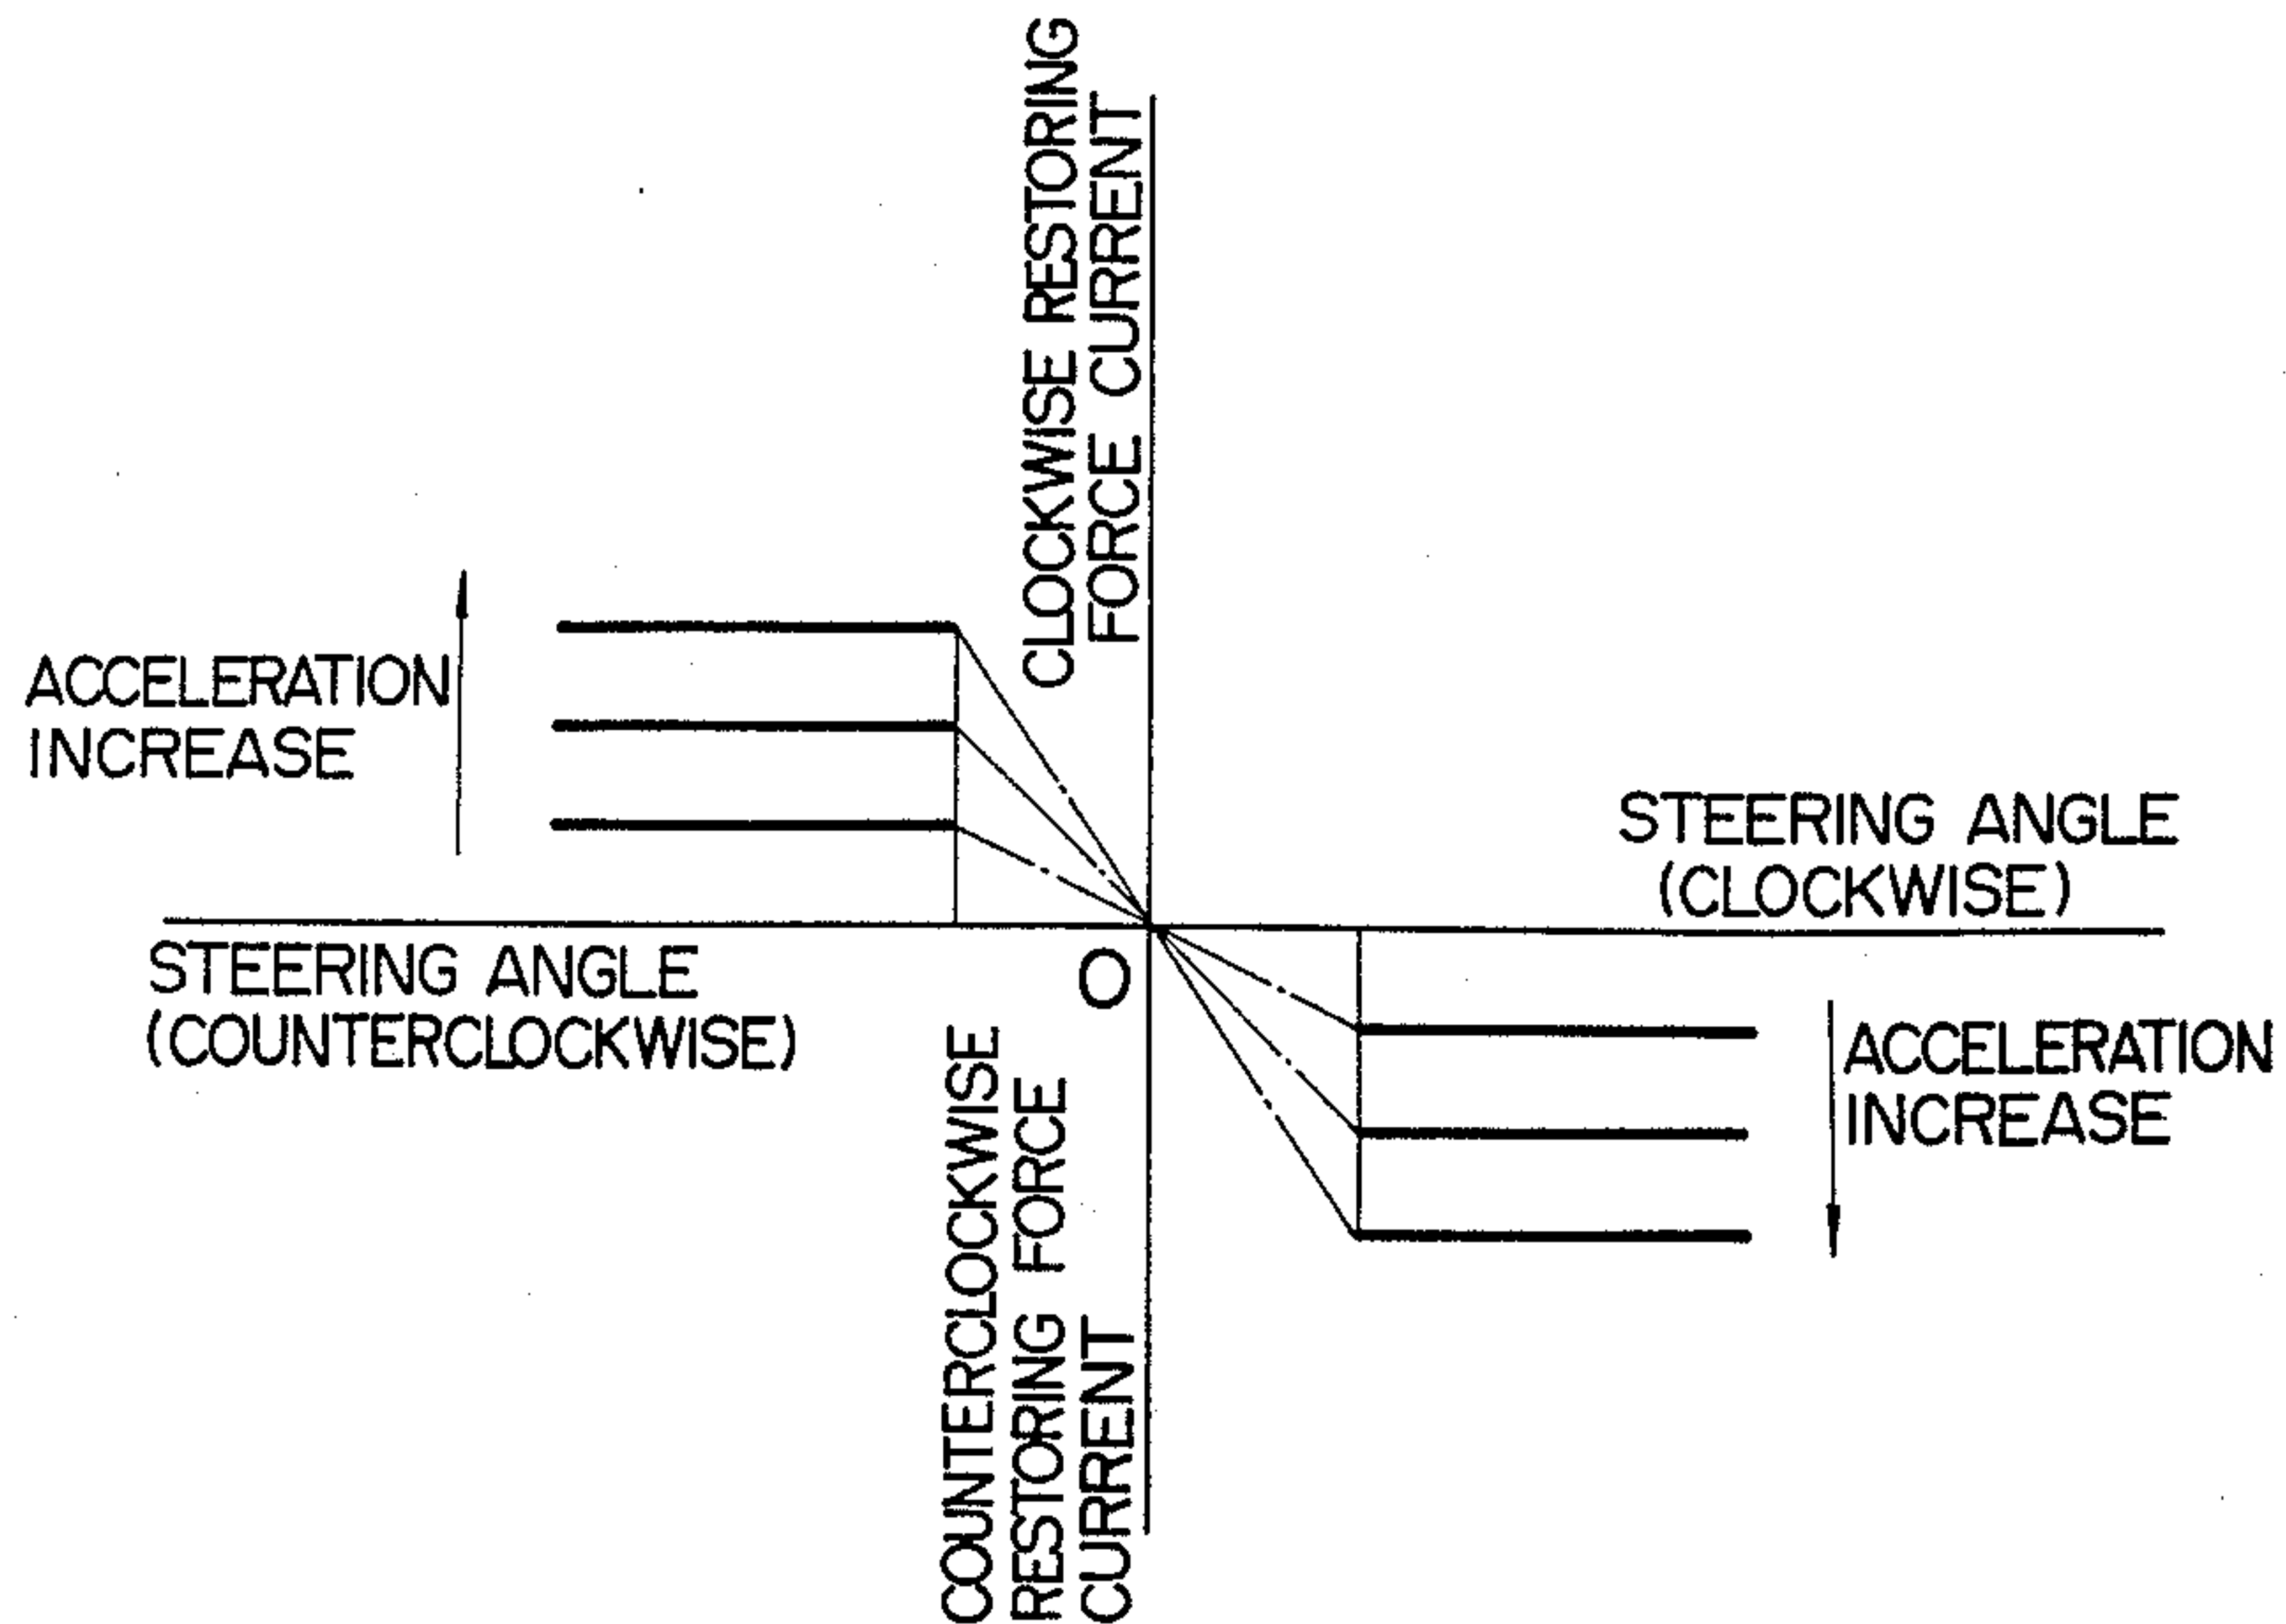 CLOCKWISE RESTORING
FORCE CURRENT
ACCELERATION
INCREASE
STEERING ANGLE
(CLOCKWISE)
STEERING ANGLE
(COUNTERCLOCKWISE)
O
ACCELERATION
INCREASE
COUNTERCLOCKWISE
RESTORING FORCE
CURRENT